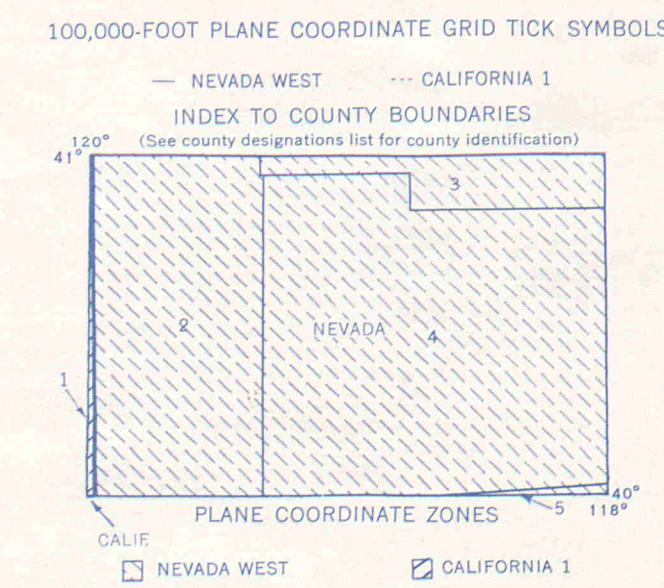 100,000-FOOT PLANE COORDINATE GRID TICK SYMBOLS
— NEVADA WEST --- CALIFORNIA 1
INDEX TO COUNTY BOUNDARIES
120° (See county designations list for county identification)
41°
3
2 NEVADA 4
1
40°
PLANE COORDINATE ZONES 5 118°
CALIF.
NEVADA WEST CALIFORNIA 1